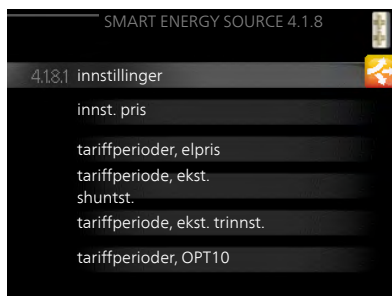 SMART ENERGY SOURCE 4.1.8
4.1.8.1 innstillinger
innst. pris
tariffperioder, elpris
tariffperiode, ekst.
shuntst.
tariffperiode, ekst. trinnst.
tariffperioder, OPT10